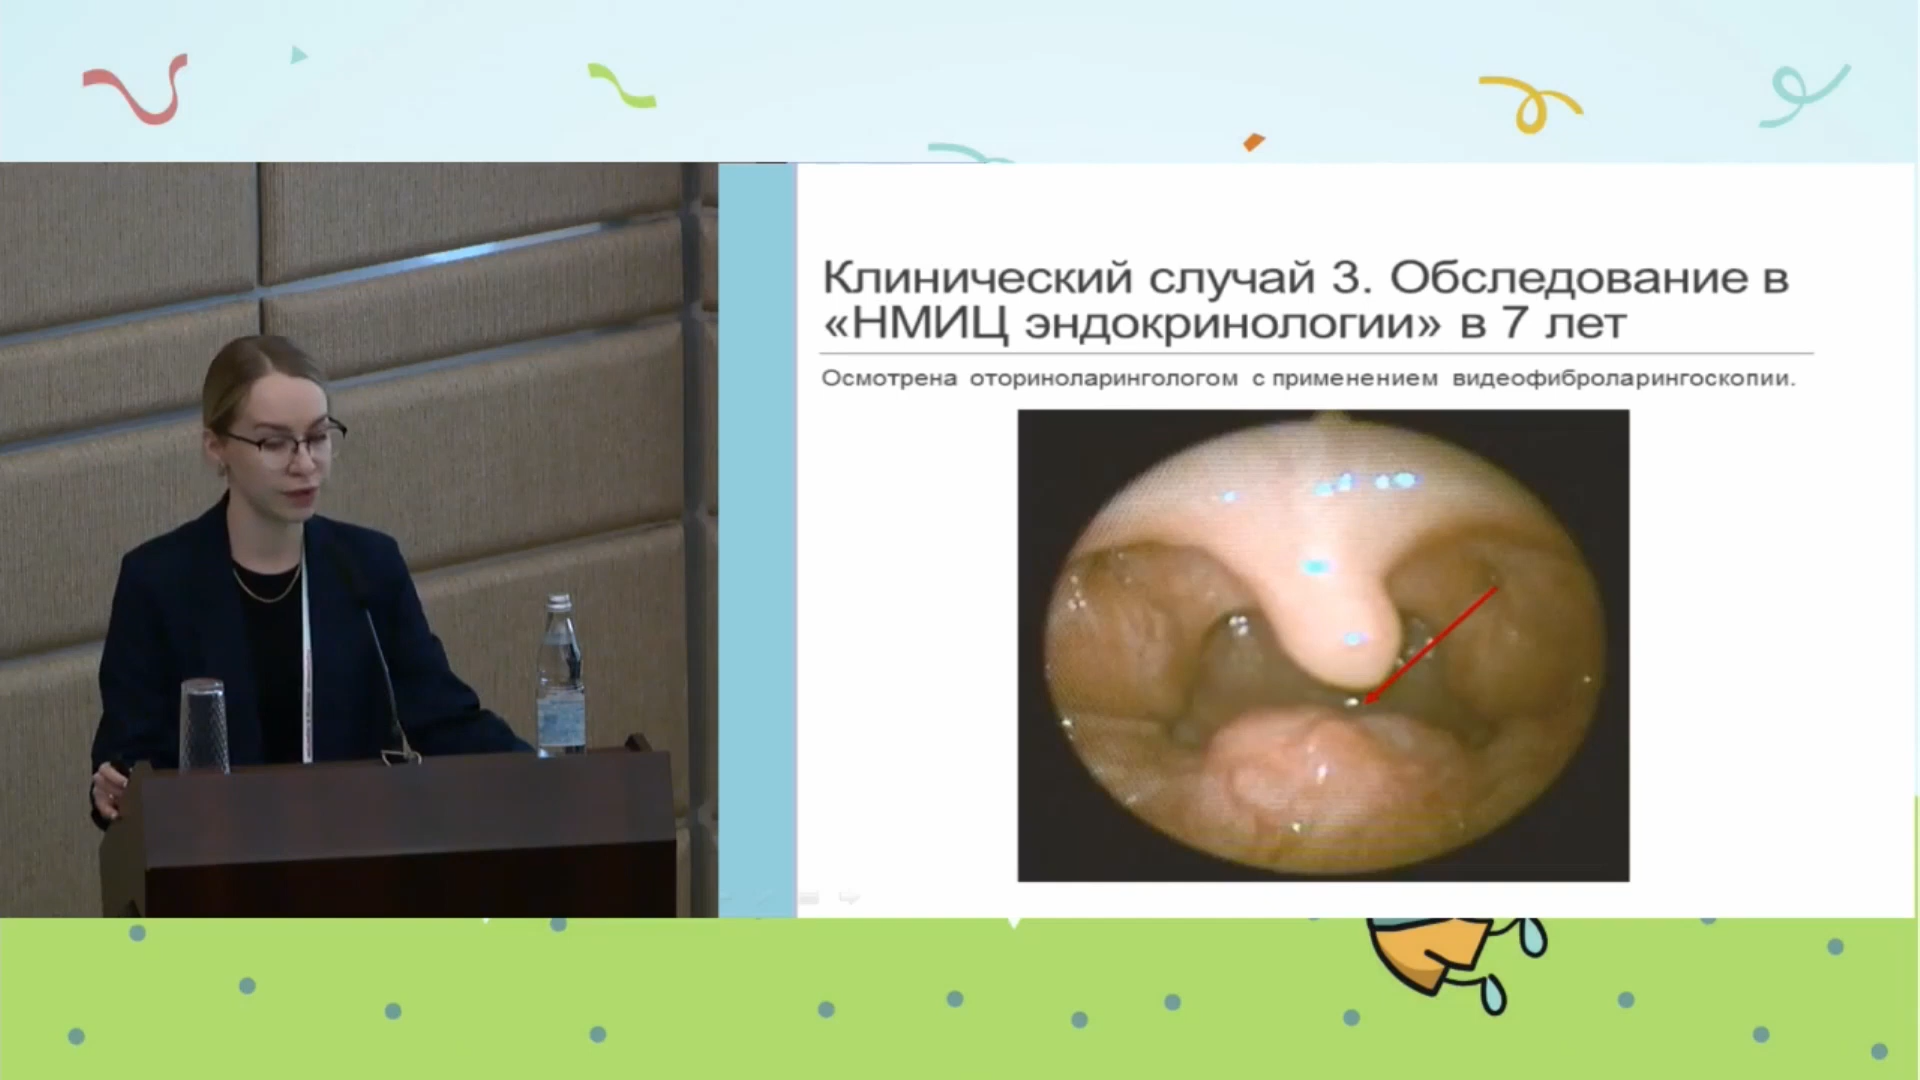 Клинический случай 3. Обследование в
«НМИЦ эндокринологии» в 7 лет
Осмотрена оториноларингологом с применением видеофиброларингоскопии.